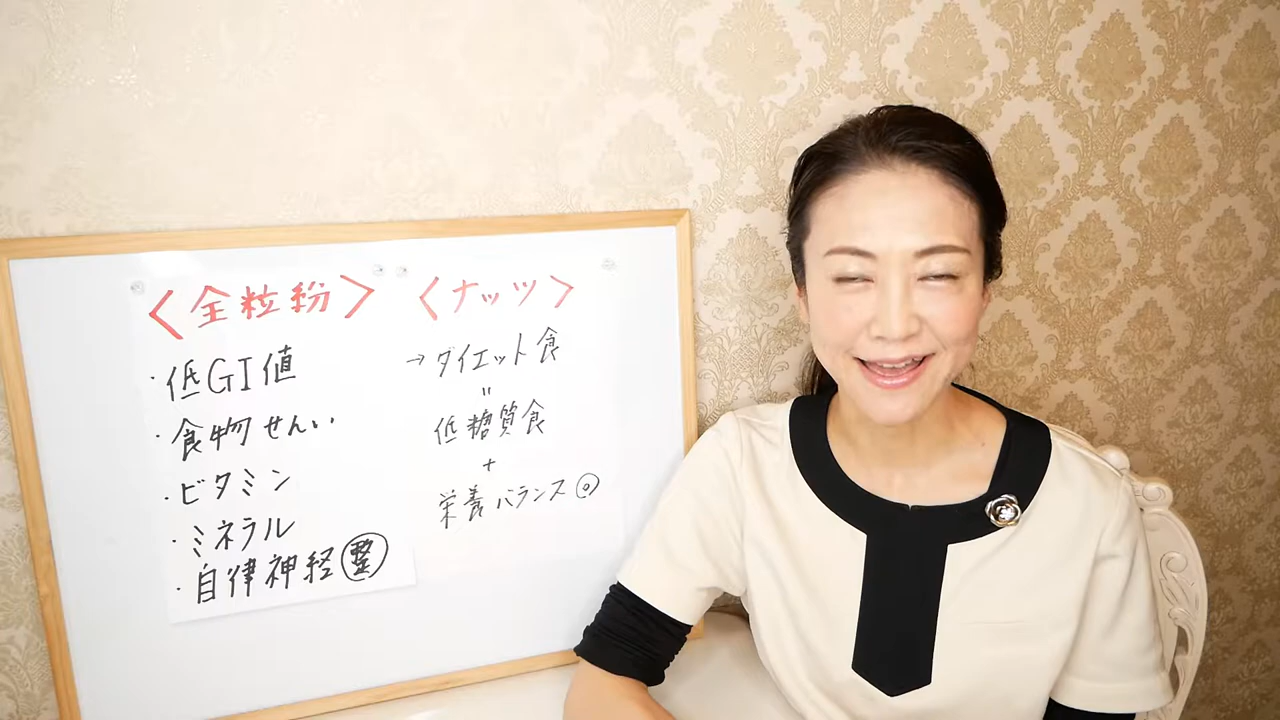 〈全粒粉〉
・低GI値
・食物せんい
・ビタミン
・ミネラル
・自律神経整
〈ナッツ〉
→ダイエット食
〃
低糖質食
+
栄養バランス◎